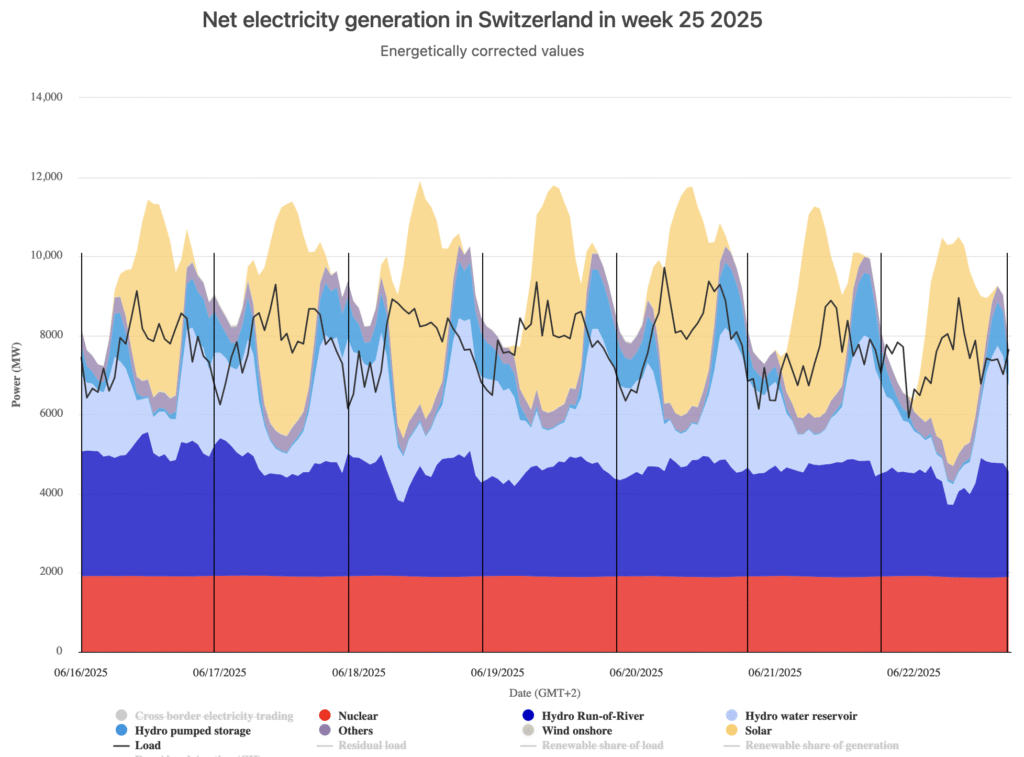 Net electricity generation in Switzerland in week 25 2025
Energetically corrected values
14,000
12,000
10,000
8000
6000
4000
2000
0
Power (MW)
06/16/2025 06/17/2025 06/18/2025 06/19/2025 06/20/2025 06/21/2025 06/22/2025
Date (GMT+2)
Cross border electricity trading Nuclear Hydro Run-of-River Hydro water reservoir
Hydro pumped storage Others Wind onshore Solar
Load Residual load Renewable share of load Renewable share of generation